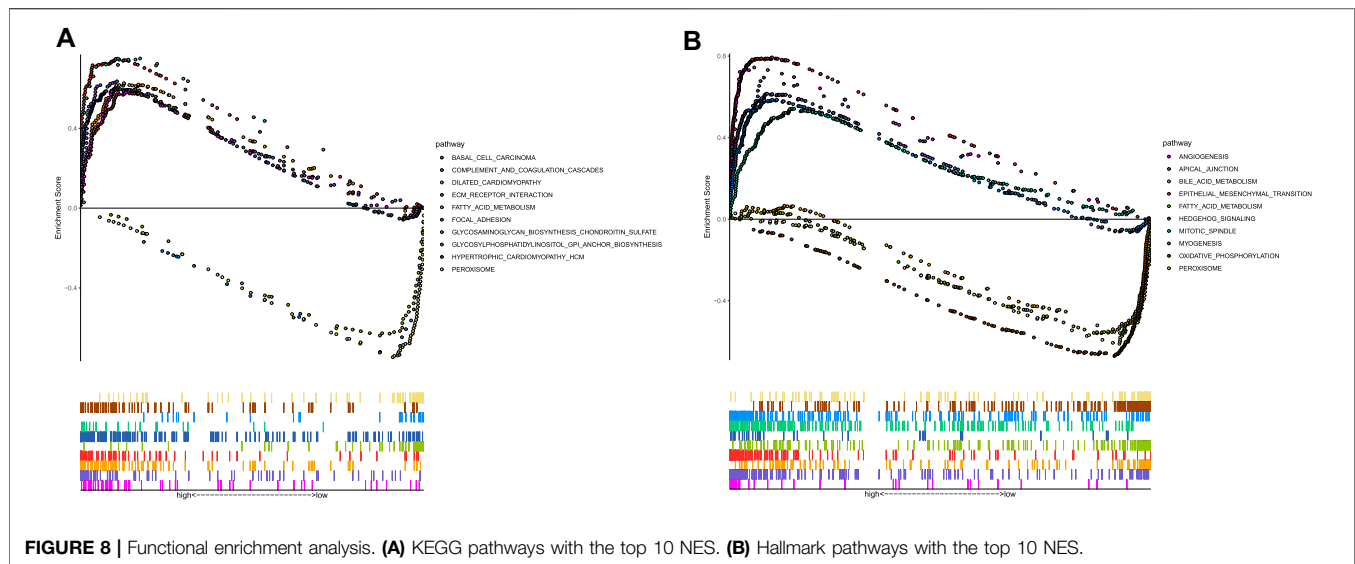 A
0.4
0.0
−0.4
Enrichment Score
pathway
BASAL_CELL_CARCINOMA
COMPLEMENT_AND_COAGULATION_CASCADES
DILATED_CARDIOMYOPATHY
ECM_RECEPTOR_INTERACTION
FATTY_ACID_METABOLISM
FOCAL_ADHESION
GLYCOSAMINOGLYCAN_BIOSYNTHESIS_CHONDROITIN_SULFATE
GLYCOSYLPHOSPHATIDYLINOSITOL_GPI_ANCHOR_BIOSYNTHESIS
HYPERTROPHIC_CARDIOMYOPATHY_HCM
PEROXISOME
high<----------------------------->low
B
0.8
0.4
0.0
−0.4
Enrichment Score
pathway
ANGIOGENESIS
APICAL_JUNCTION
BILE_ACID_METABOLISM
EPITHELIAL_MESENCHYMAL_TRANSITION
FATTY_ACID_METABOLISM
HEDGEHOG_SIGNALING
MITOTIC_SPINDLE
MYOGENESIS
OXIDATIVE_PHOSPHORYLATION
PEROXISOME
high<----------------------------->low
FIGURE 8 | Functional enrichment analysis. (A) KEGG pathways with the top 10 NES. (B) Hallmark pathways with the top 10 NES.